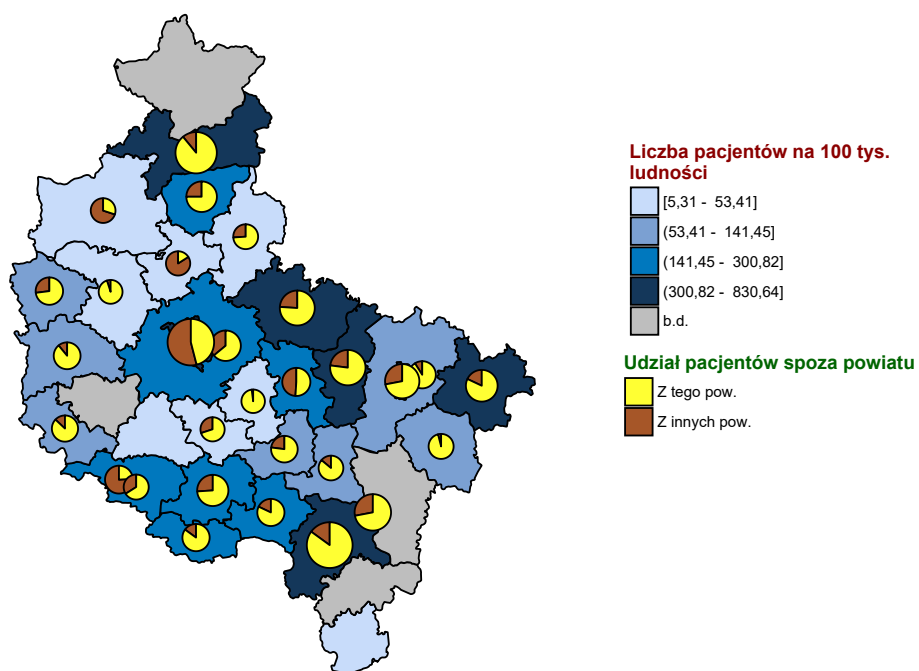 Liczba pacjentów na 100 tys.
ludności
[5,31 - 53,41]
(53,41 - 141,45]
(141,45 - 300,82]
(300,82 - 830,64]
b.d.
Udział pacjentów spoza powiatu
Z tego pow.
Z innych pow.